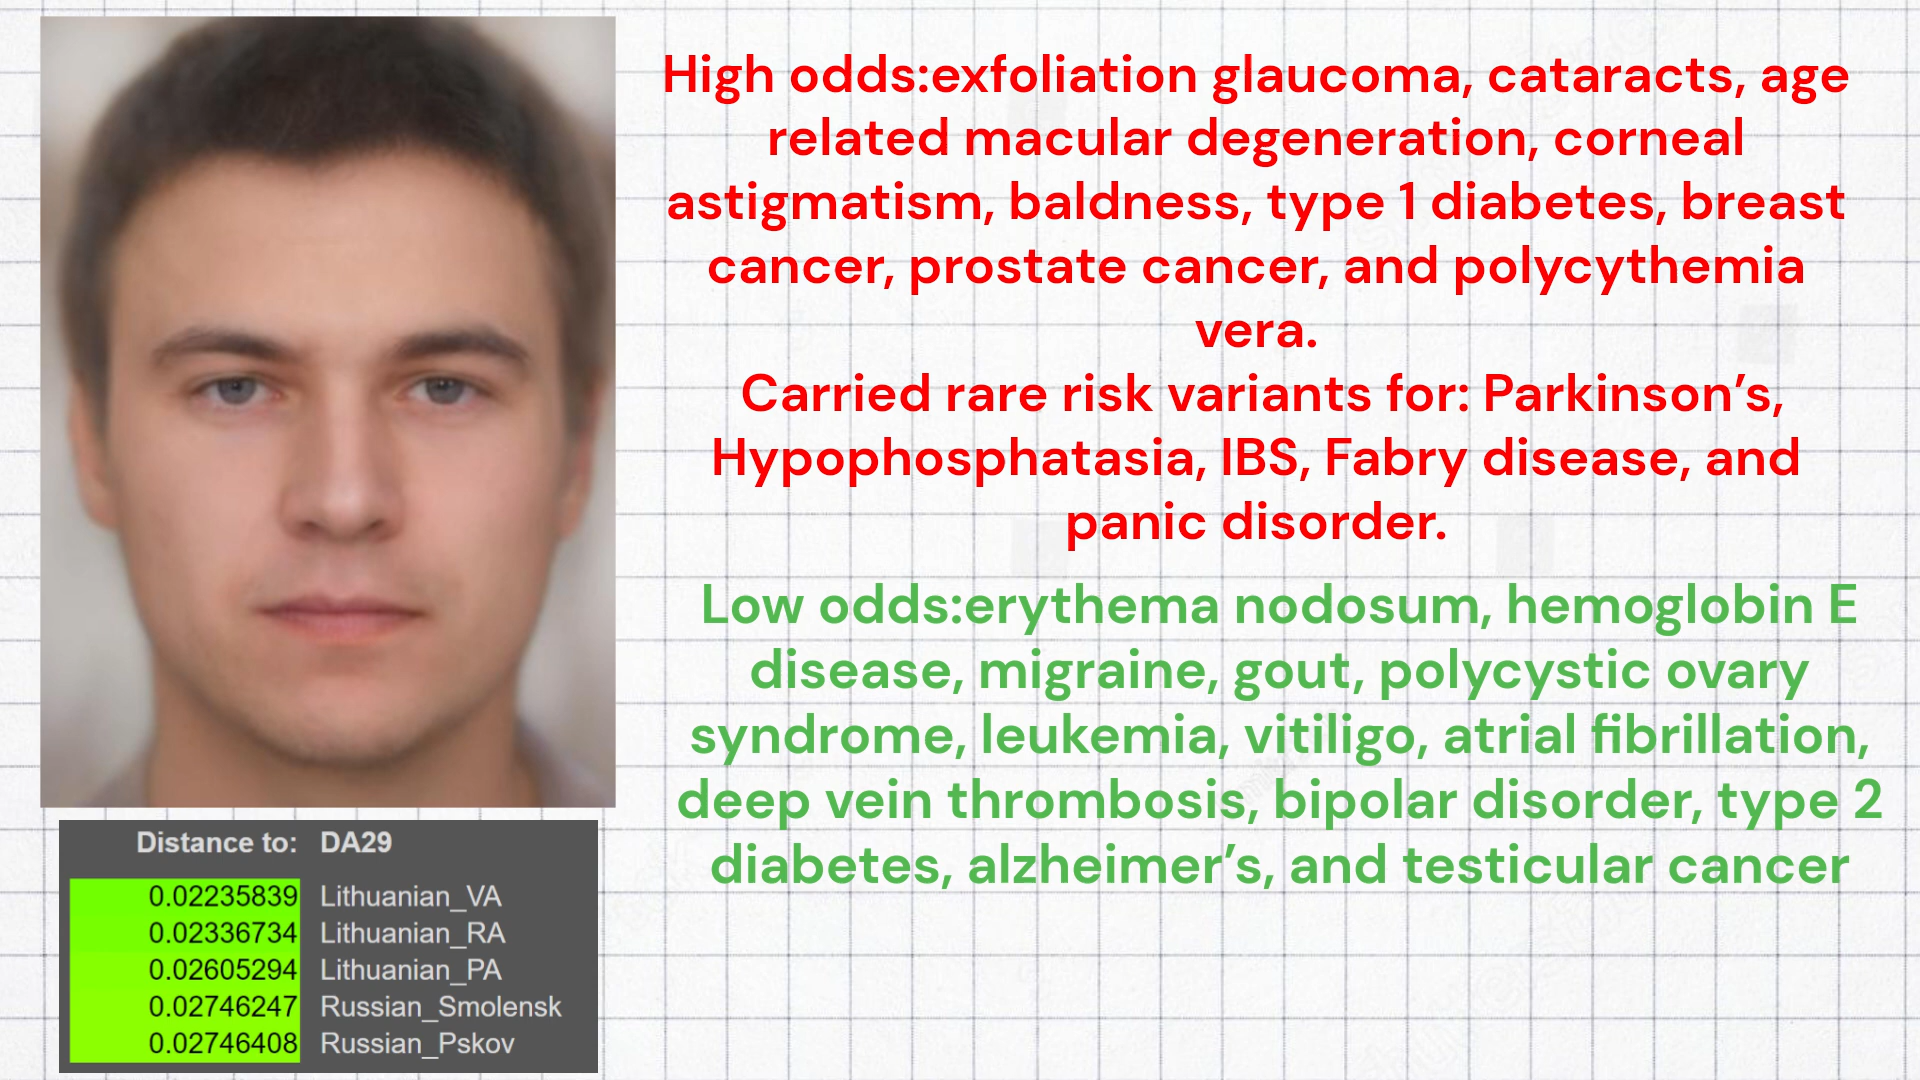 High odds:exfoliation glaucoma, cataracts, age
related macular degeneration, corneal
astigmatism, baldness, type 1 diabetes, breast
cancer, prostate cancer, and polycythemia
vera.
Carried rare risk variants for: Parkinson’s,
Hypophosphatasia, IBS, Fabry disease, and
panic disorder.
Low odds:erythema nodosum, hemoglobin E
disease, migraine, gout, polycystic ovary
syndrome, leukemia, vitiligo, atrial fibrillation,
deep vein thrombosis, bipolar disorder, type 2
diabetes, alzheimer’s, and testicular cancer
Distance to: DA29
0.02235839 Lithuanian_VA
0.02336734 Lithuanian_RA
0.02605294 Lithuanian_PA
0.02746247 Russian_Smolensk
0.02746408 Russian_Pskov